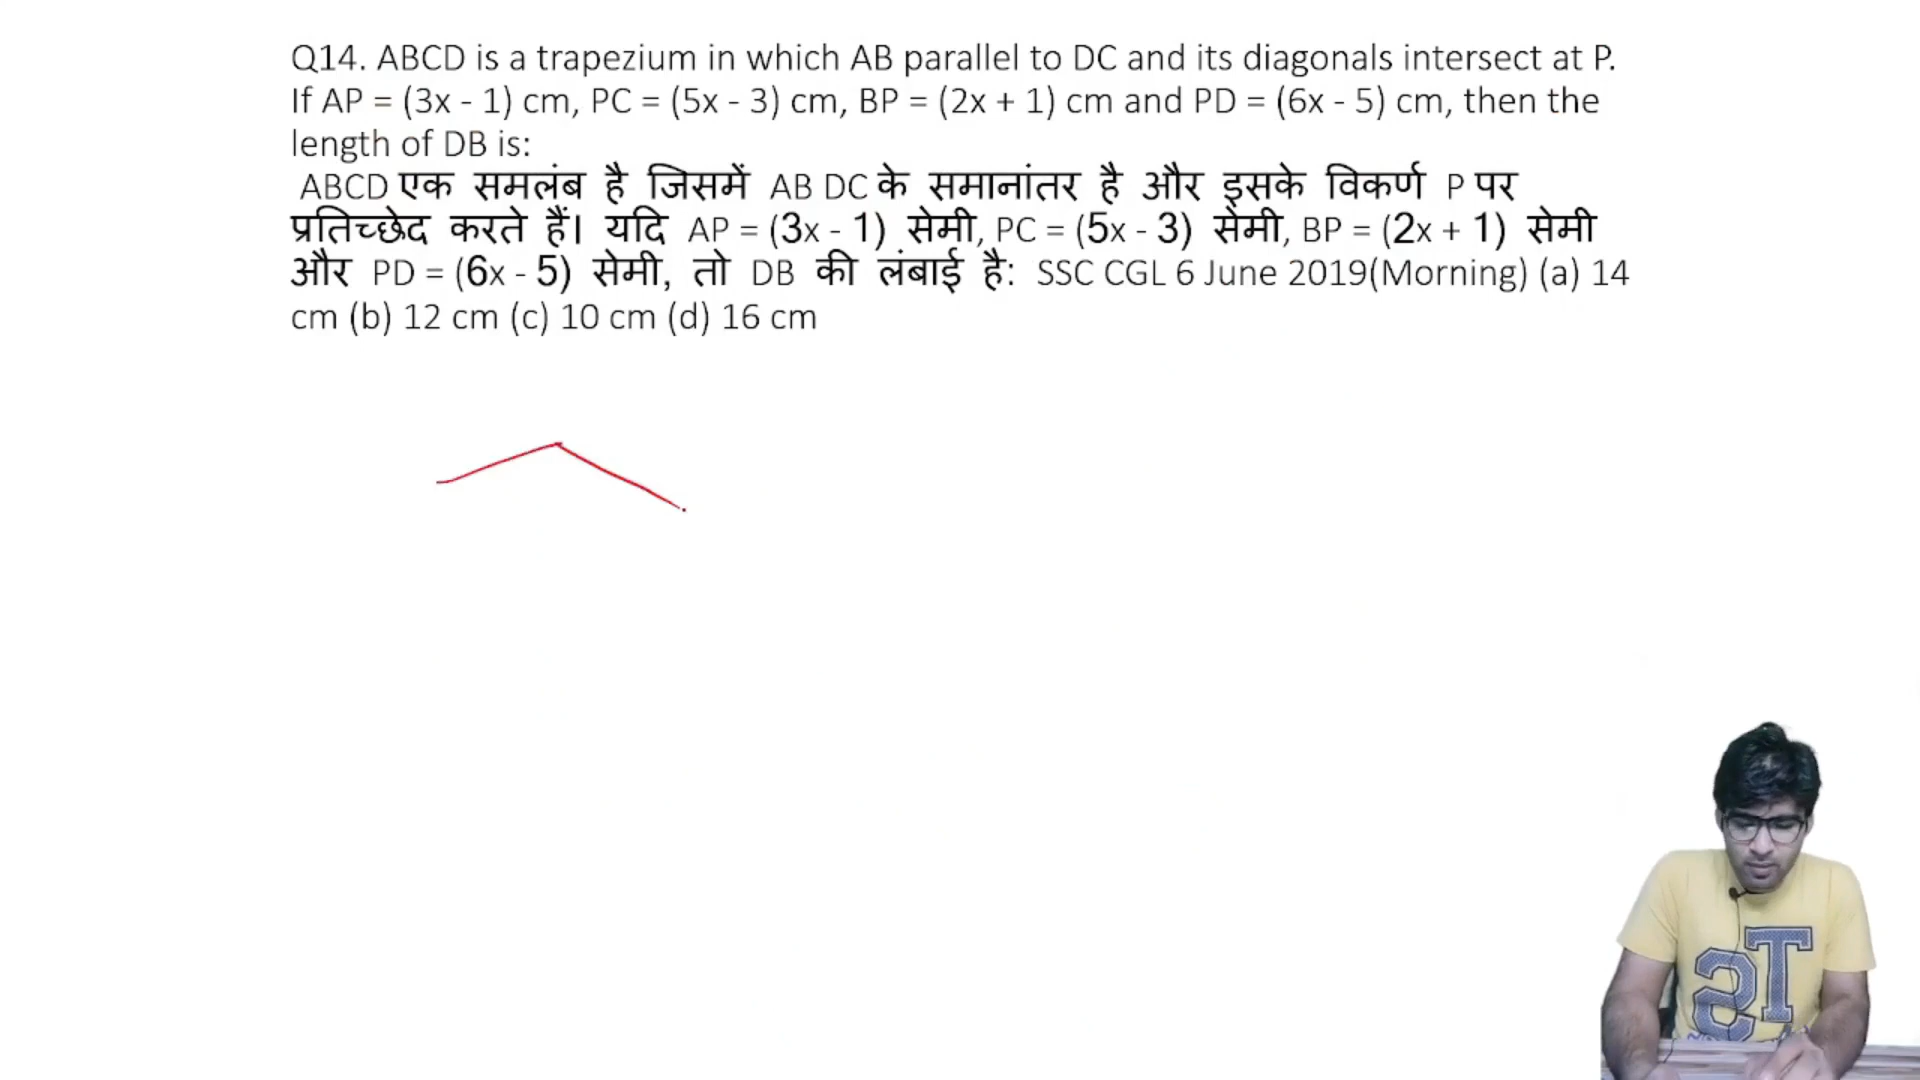 Q14. ABCD is a trapezium in which AB parallel to DC and its diagonals intersect at P.
If AP = (3x - 1) cm, PC = (5x - 3) cm, BP = (2x + 1) cm and PD = (6x - 5) cm, then the
length of DB is:
ABCD एक समलंब है जिसमें AB DC के समानांतर है और इसके विकर्ण P पर
प्रतिच्छेद करते हैं। यदि AP = (3x - 1) सेमी, PC = (5x - 3) सेमी, BP = (2x + 1) सेमी
और PD = (6x - 5) सेमी, तो DB की लंबाई है: SSC CGL 6 June 2019(Morning) (a) 14
cm (b) 12 cm (c) 10 cm (d) 16 cm